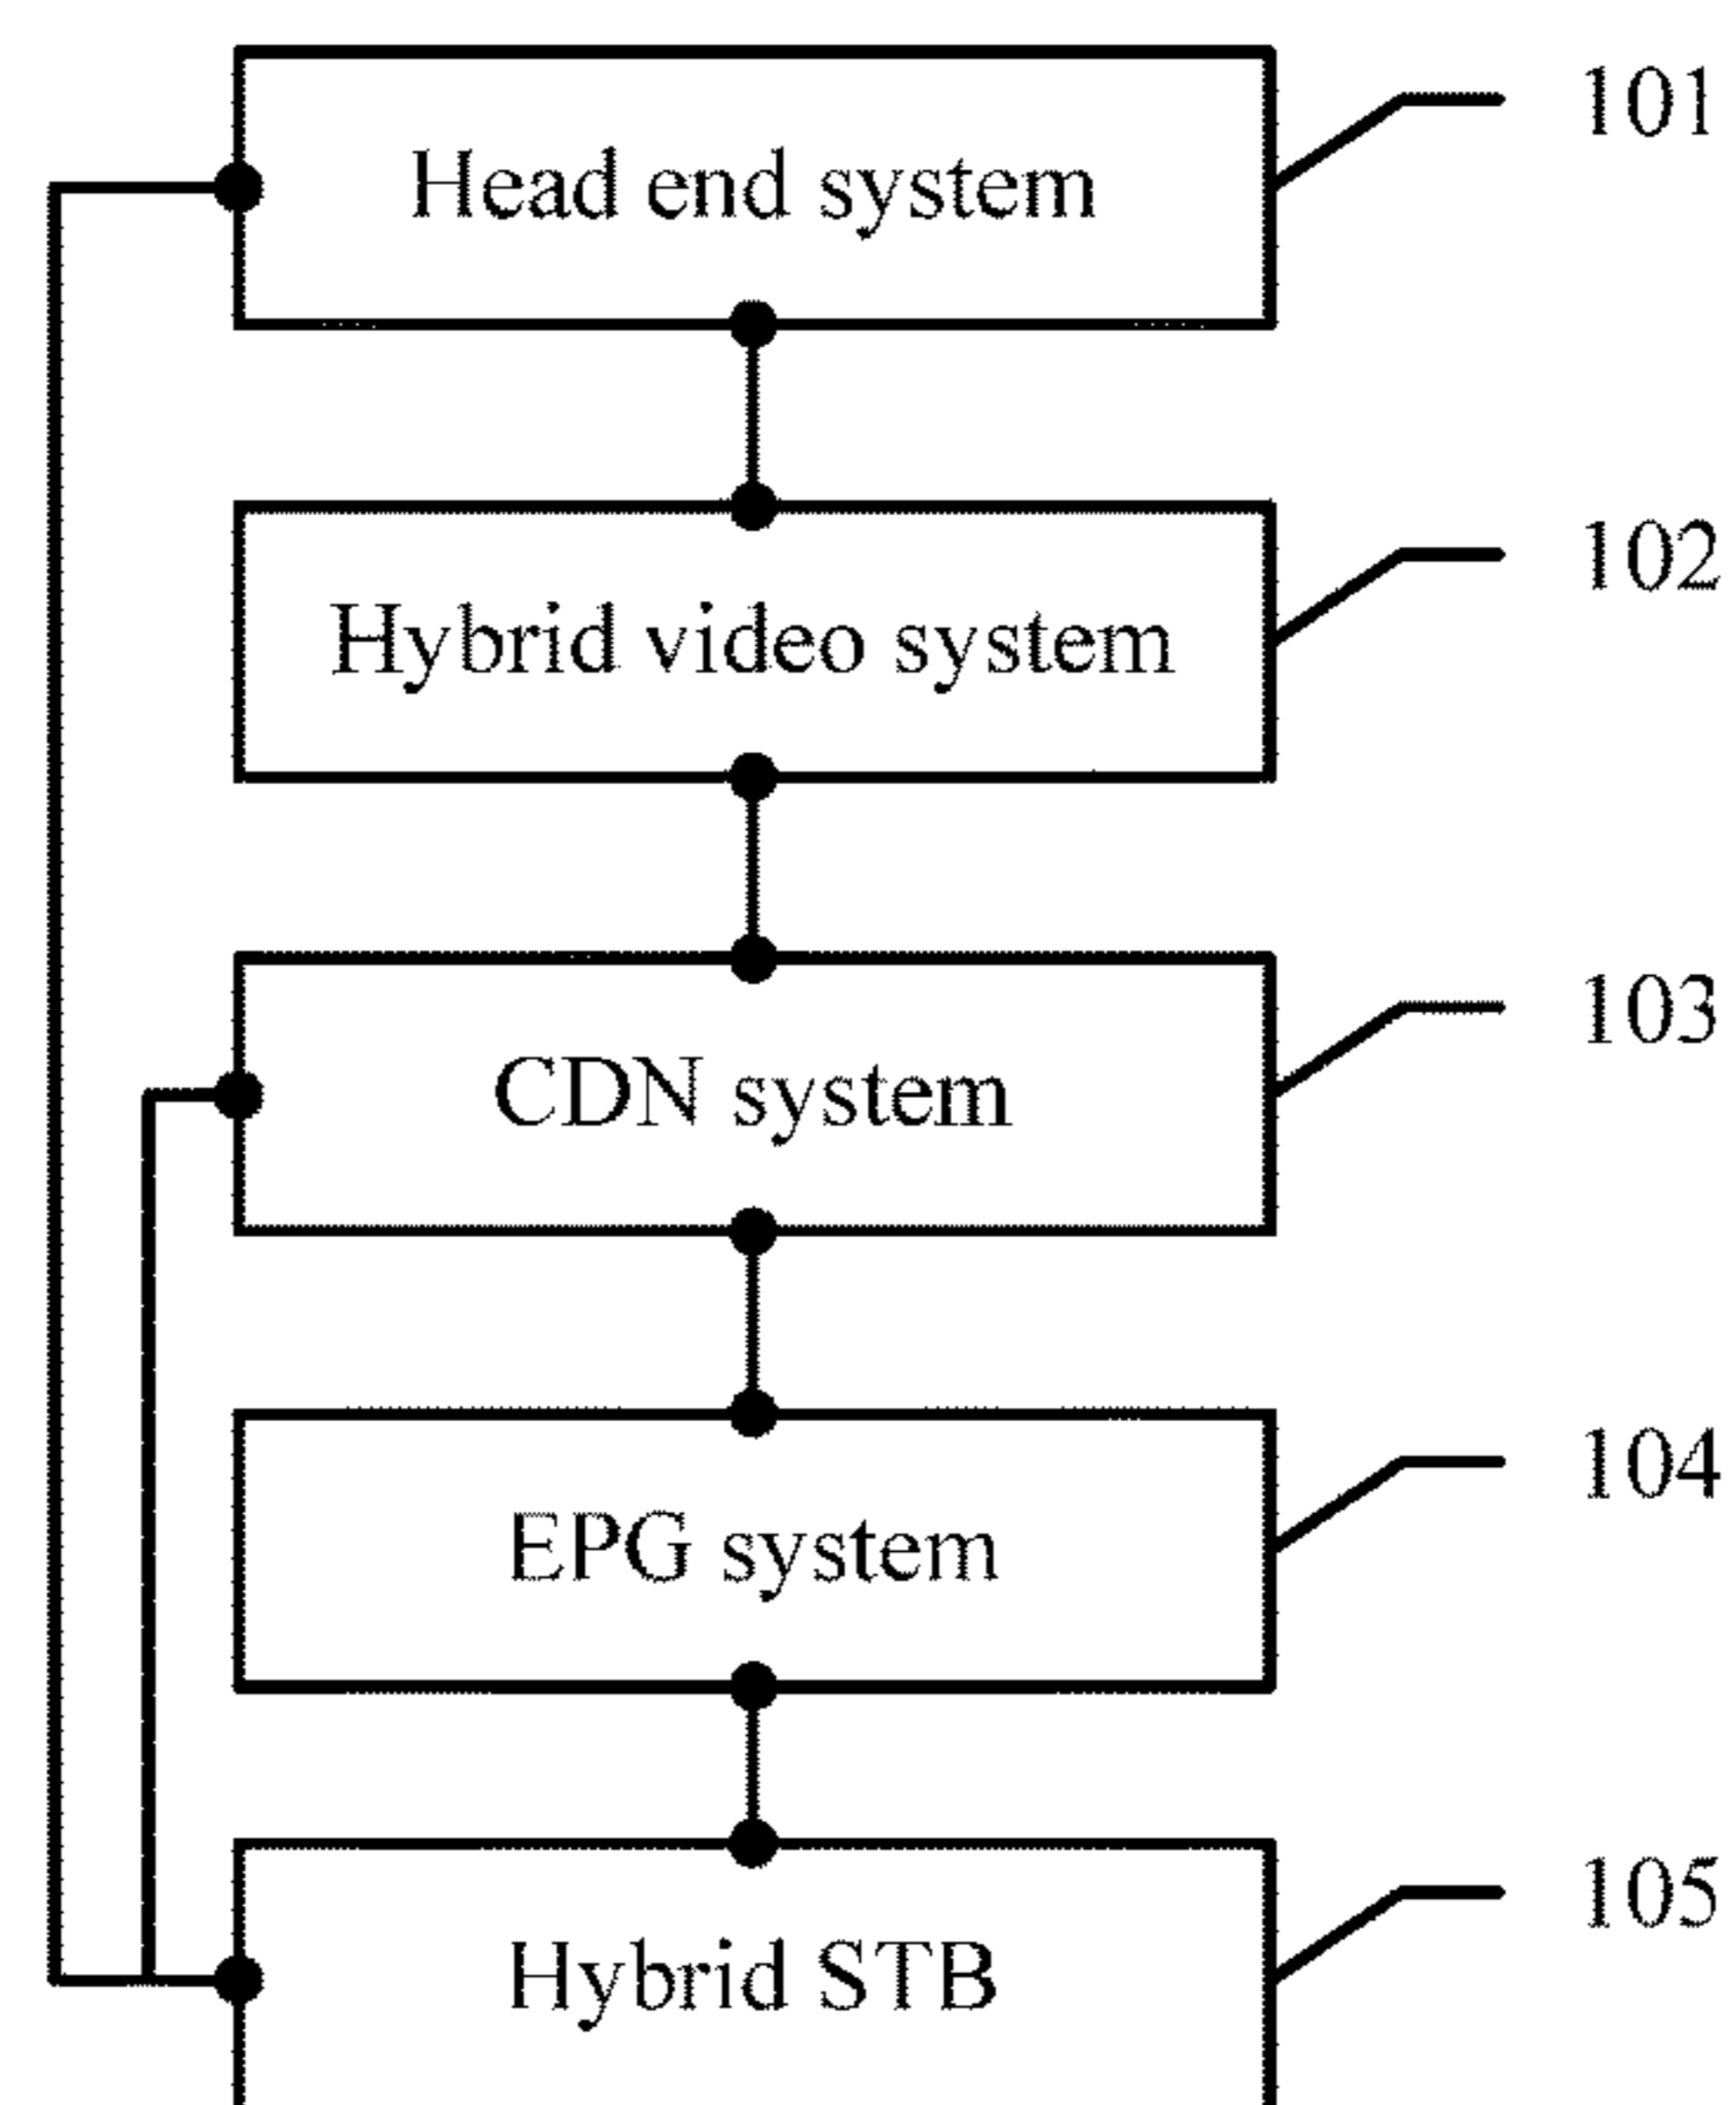 Head end system
101
Hybrid video system
102
CDN system
103
EPG system
104
Hybrid STB
105